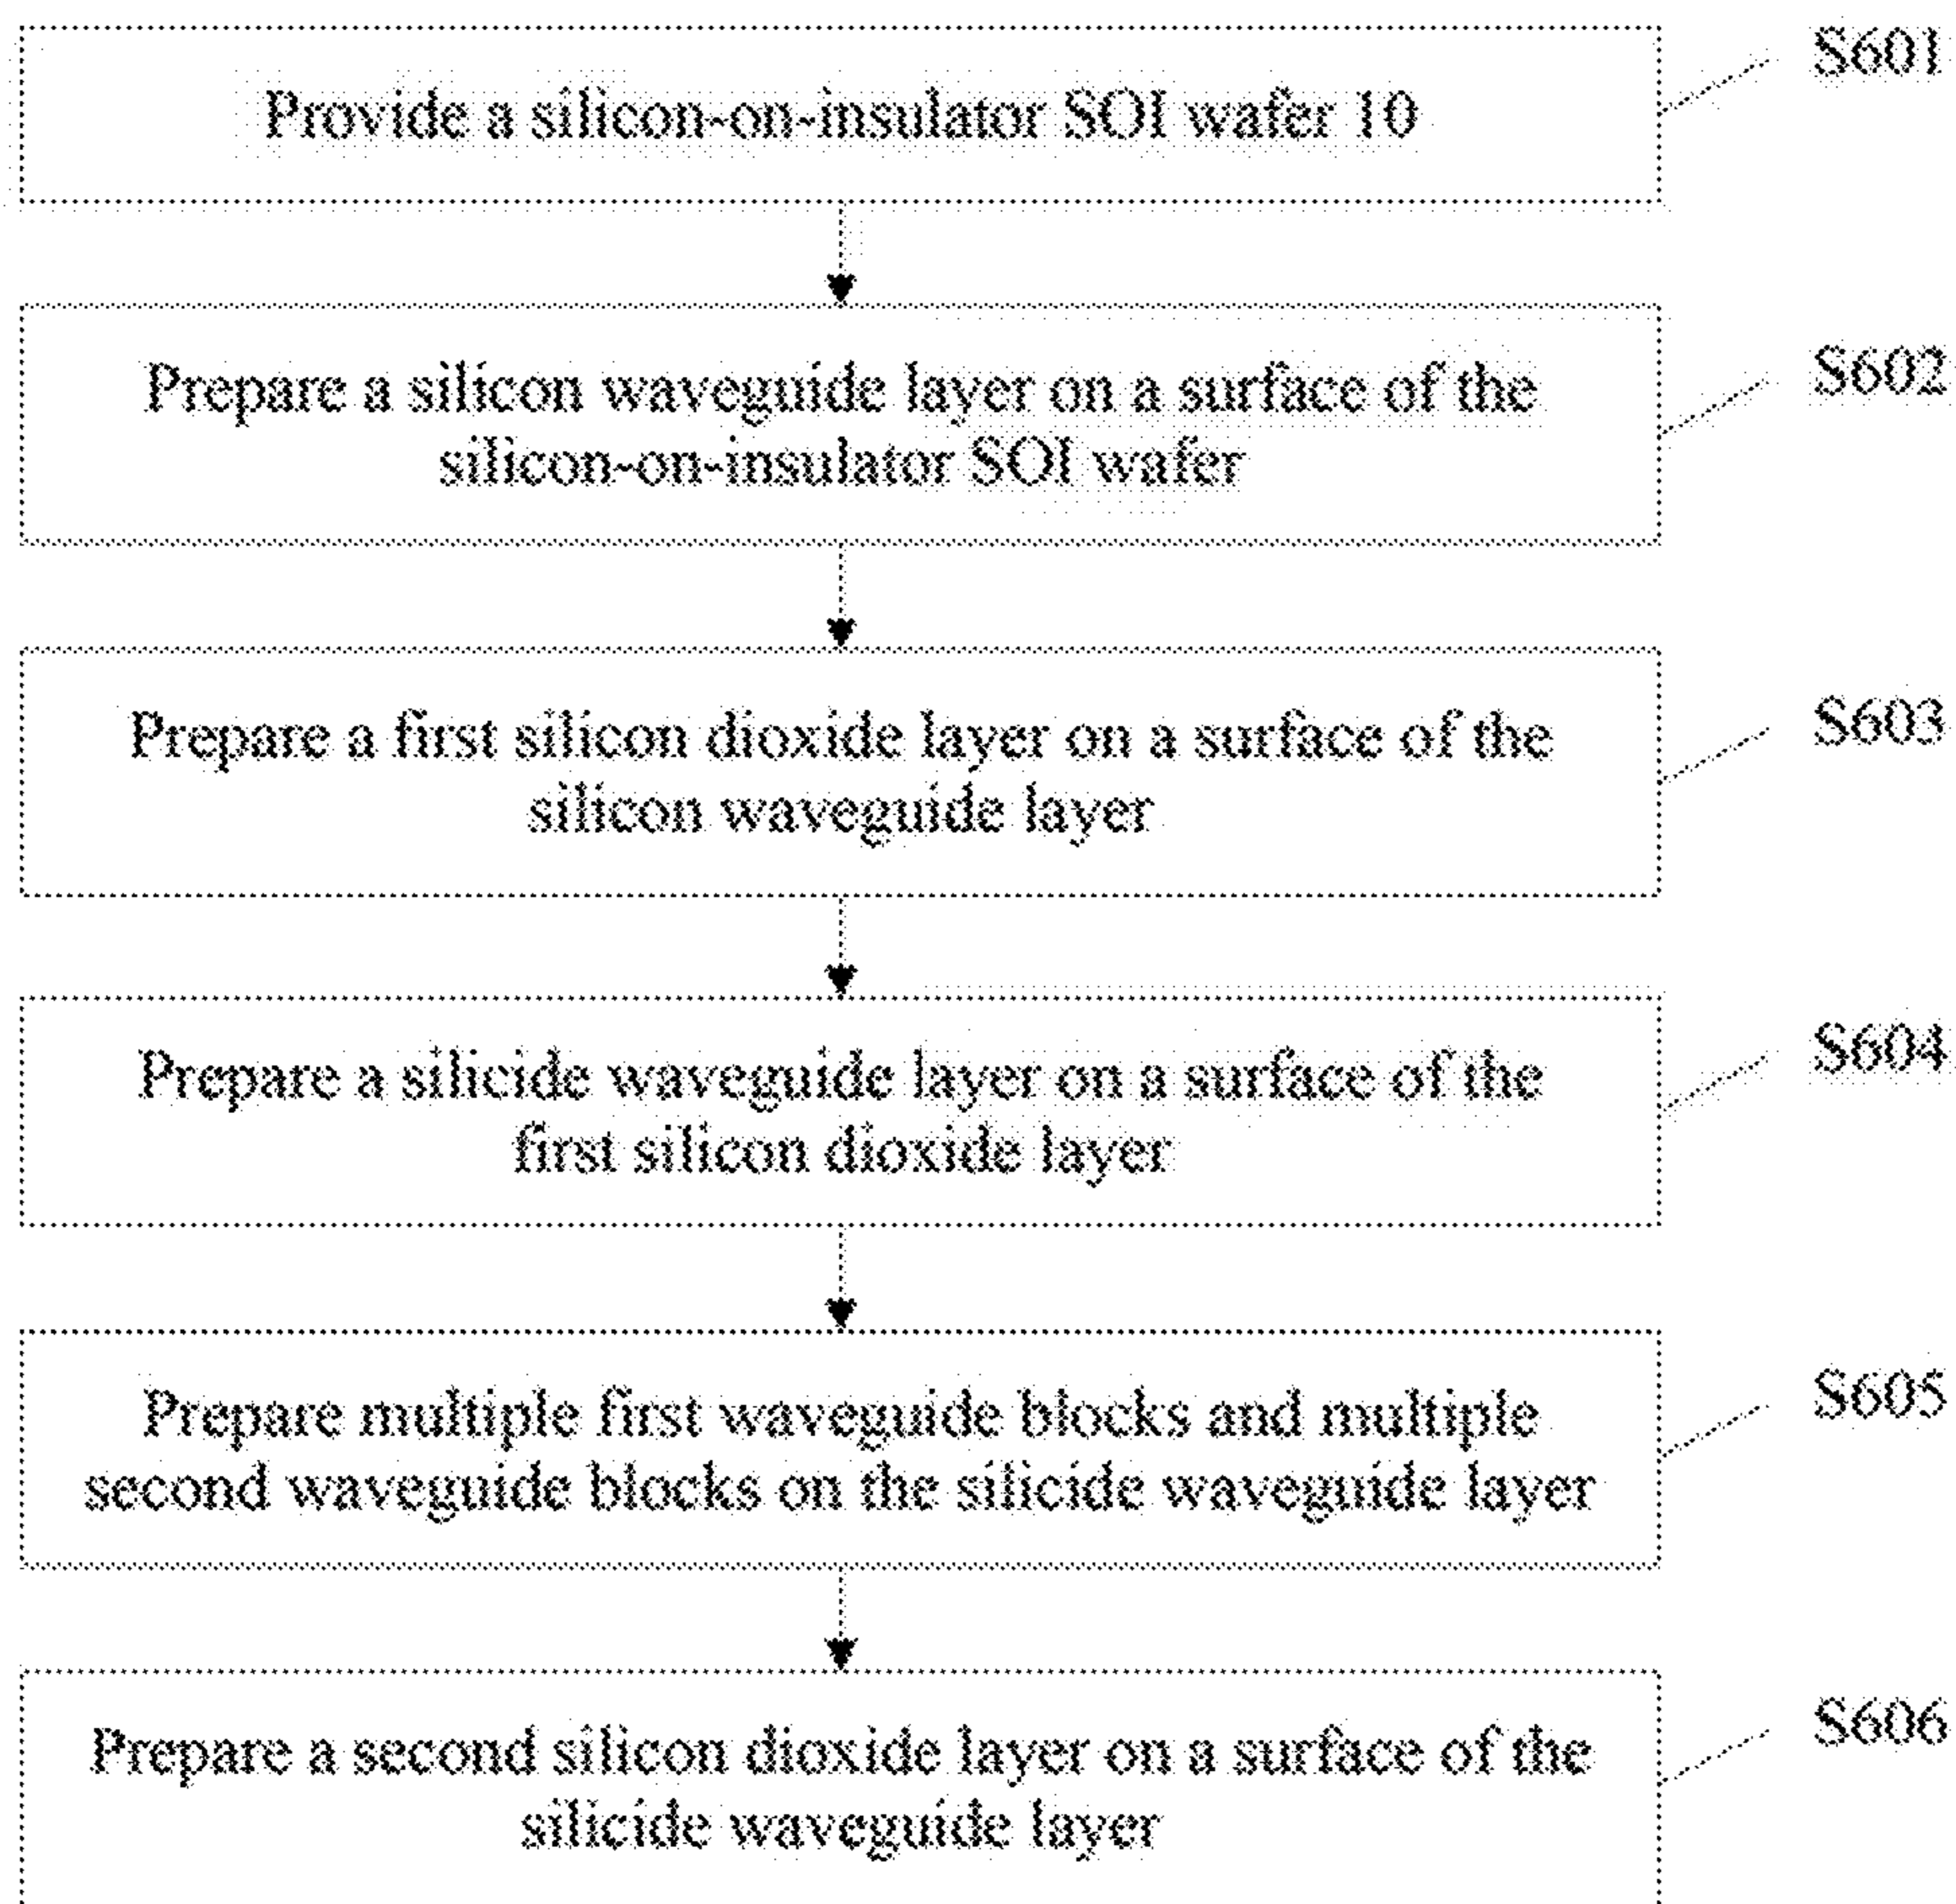 Provide a silicon-on-insulator SOI wafer 10
S601
Prepare a silicon waveguide layer on a surface of the
silicon-on-insulator SOI wafer
S602
Prepare a first silicon dioxide layer on a surface of the
silicon waveguide layer
S603
Prepare a silicide waveguide layer on a surface of the
first silicon dioxide layer
S604
Prepare multiple first waveguide blocks and multiple
second waveguide blocks on the silicide waveguide layer
S605
Prepare a second silicon dioxide layer on a surface of the
silicide waveguide layer
S606